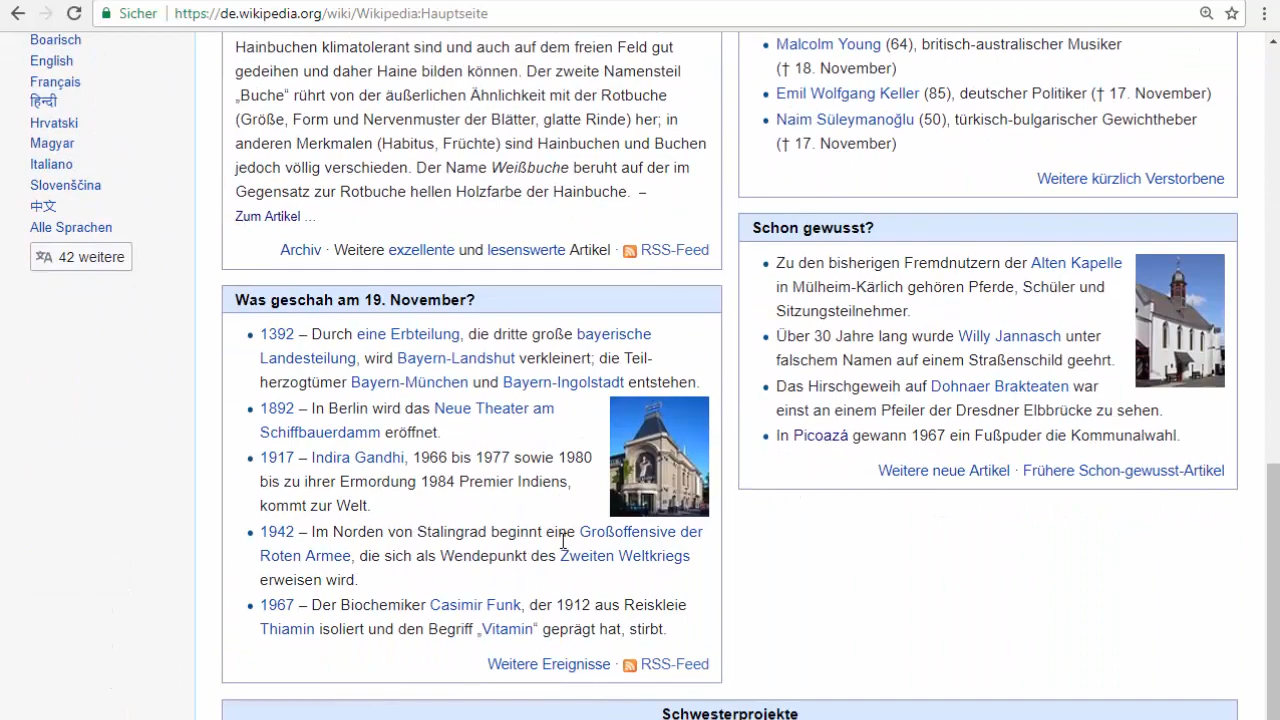 Sicher https://de.wikipedia.org/wiki/Wikipedia:Hauptseite
Boarisch
English
Français
हिन्दी
Hrvatski
Magyar
Italiano
Slovenščina
中文
Alle Sprachen
42 weitere
Hainbuchen klimatolerant sind und auch auf dem freien Feld gut
gedeihen und daher Haine bilden können. Der zweite Namensteil
„Buche“ rührt von der äußerlichen Ähnlichkeit mit der Rotbuche
(Größe, Form und Nervenmuster der Blätter, glatte Rinde) her; in
anderen Merkmalen (Habitus, Früchte) sind Hainbuchen und Buchen
jedoch völlig verschieden. Der Name Weißbuche beruht auf der im
Gegensatz zur Rotbuche hellen Holzfarbe der Hainbuche. –
Zum Artikel …
Archiv · Weitere exzellente und lesenswerte Artikel RSS-Feed
Was geschah am 19. November?
• 1392 – Durch eine Erbteilung, die dritte große bayerische
Landesteilung, wird Bayern-Landshut verkleinert; die Teil-
herzogtümer Bayern-München und Bayern-Ingolstadt entstehen.
• 1892 – In Berlin wird das Neue Theater am
Schiffbauerdamm eröffnet.
• 1917 – Indira Gandhi, 1966 bis 1977 sowie 1980
bis zu ihrer Ermordung 1984 Premier Indiens,
kommt zur Welt.
• 1942 – Im Norden von Stalingrad beginnt eine Großoffensive der
Roten Armee, die sich als Wendepunkt des Zweiten Weltkriegs
erweisen wird.
• 1967 – Der Biochemiker Casimir Funk, der 1912 aus Reiskleie
Thiamin isoliert und den Begriff „Vitamin“ geprägt hat, stirbt.
Weitere Ereignisse · RSS-Feed
• Malcolm Young (64), britisch-australischer Musiker
(† 18. November)
• Emil Wolfgang Keller (85), deutscher Politiker († 17. November)
• Naim Süleymanoğlu (50), türkisch-bulgarischer Gewichtheber
(† 17. November)
Weitere kürzlich Verstorbene
Schon gewusst?
• Zu den bisherigen Fremdnutzern der Alten Kapelle
in Mülheim-Kärlich gehören Pferde, Schüler und
Sitzungsteilnehmer.
• Über 30 Jahre lang wurde Willy Jannasch unter
falschem Namen auf einem Straßenschild geehrt.
• Das Hirschgeweih auf Dohnaer Brakteaten war
einst an einem Pfeiler der Dresdner Elbbrücke zu sehen.
• In Picoazá gewann 1967 ein Fußpuder die Kommunalwahl.
Weitere neue Artikel · Frühere Schon-gewusst-Artikel
Schwesterprojekte